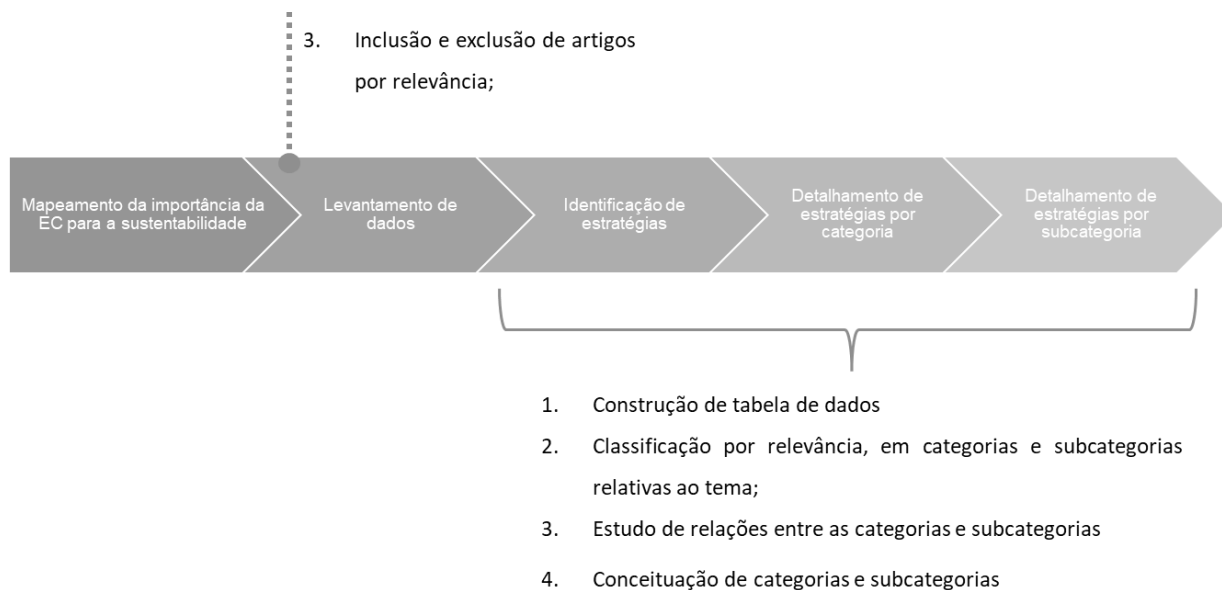 3. Inclusão e exclusão de artigos
por relevância;
Mapeamento da importância da
EC para a sustentabilidade
Levantamento de
dados
Identificação de
estratégias
Detalhamento de
estratégias por
categoria
Detalhamento de
estratégias por
subcategoria
1. Construção de tabela de dados
2. Classificação por relevância, em categorias e subcategorias
relativas ao tema;
3. Estudo de relações entre as categorias e subcategorias
4. Conceituação de categorias e subcategorias